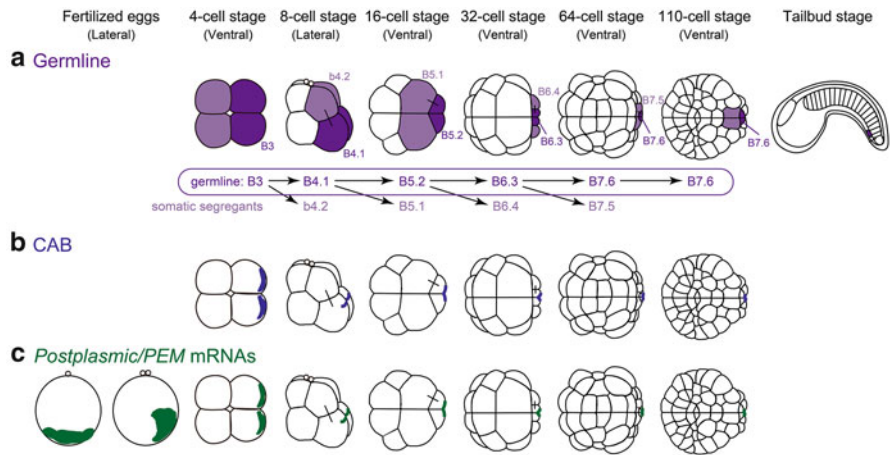 Fertilized eggs 4-cell stage 8-cell stage 16-cell stage 32-cell stage 64-cell stage 110-cell stage Tailbud stage
(Lateral) (Ventral) (Lateral) (Ventral) (Ventral) (Ventral) (Ventral)
a Germline
b4.2 B5.1 B6.4 B7.5
B3 B4.1 B5.2 B6.3 B7.6 B7.6
germline: B3 B4.1 B5.2 B6.3 B7.6 B7.6
somatic segregants b4.2 B5.1 B6.4 B7.5
b CAB
c Postplasmic/PEM mRNAs